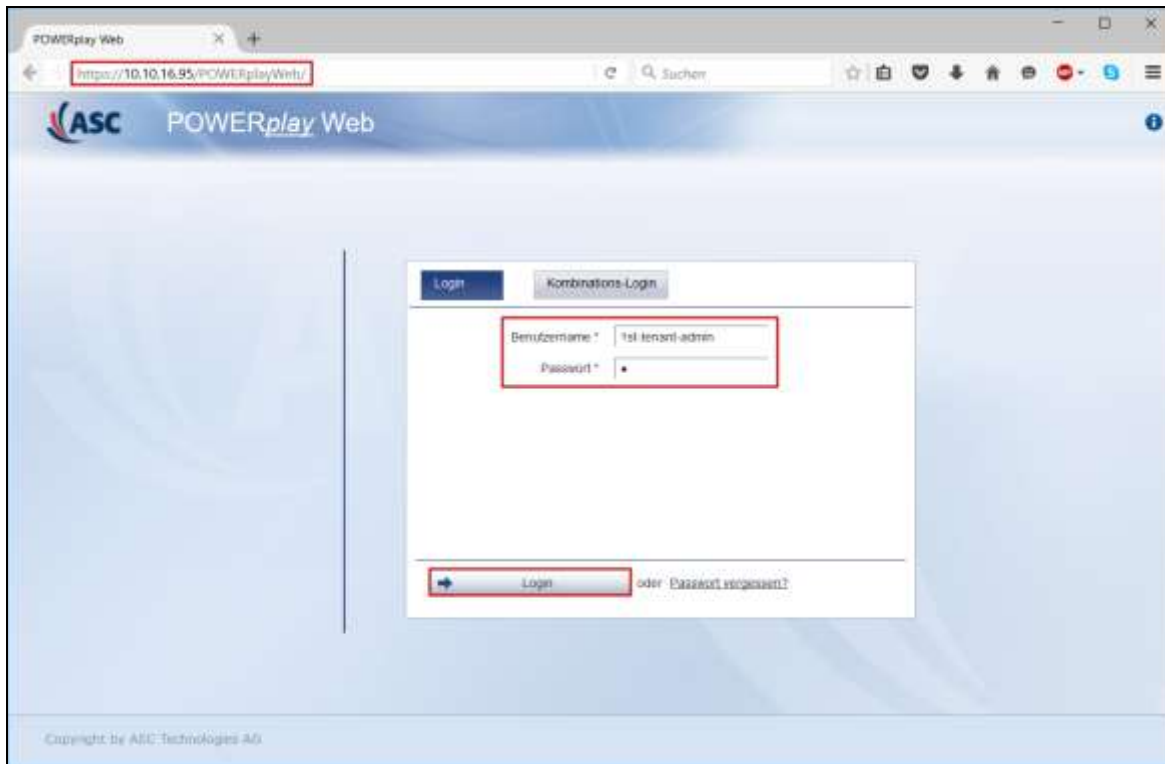 POWERplay Web
https://10.10.16.95/POWERplayWeb/
Suchen
ASC POWERplay Web
Login Kombinations-Login
Benutzername * 1st-tenant-admin
Passwort * •
Login oder Passwort vergessen?
Copyright by ASC Technologies AG